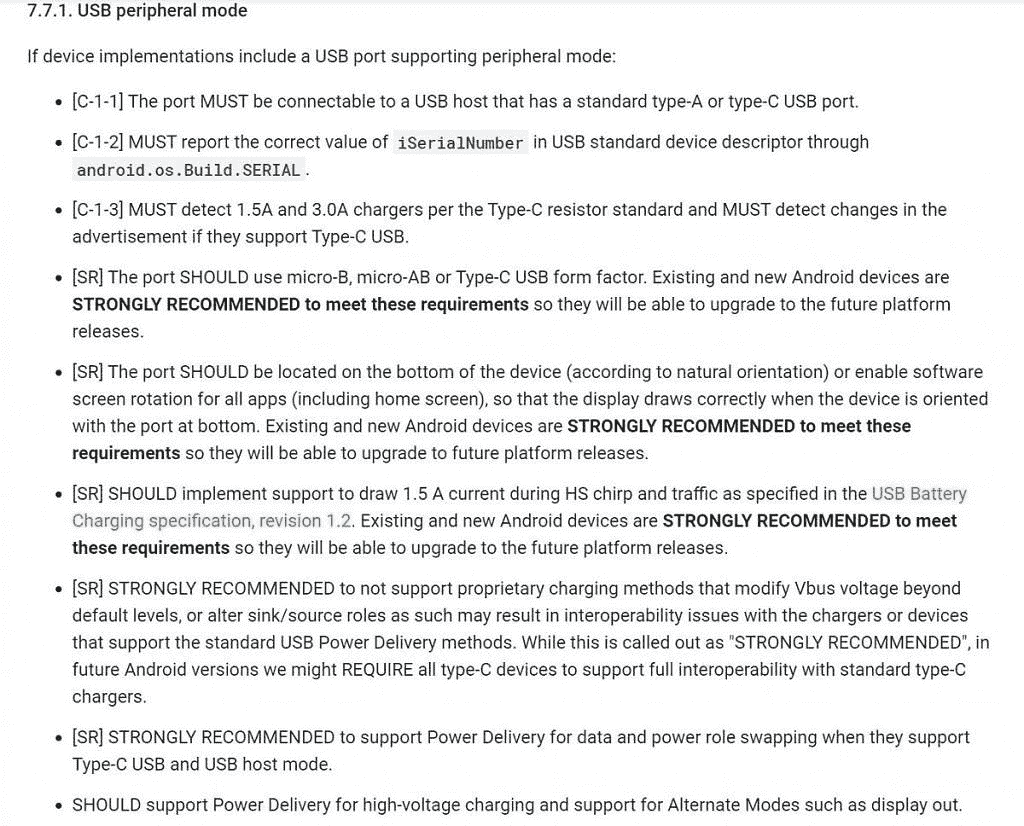 7.7.1. USB peripheral mode
If device implementations include a USB port supporting peripheral mode:
• [C-1-1] The port MUST be connectable to a USB host that has a standard type-A or type-C USB port.
• [C-1-2] MUST report the correct value of iSerialNumber in USB standard device descriptor through
android.os.Build.SERIAL.
• [C-1-3] MUST detect 1.5A and 3.0A chargers per the Type-C resistor standard and MUST detect changes in the
advertisement if they support Type-C USB.
• [SR] The port SHOULD use micro-B, micro-AB or Type-C USB form factor. Existing and new Android devices are
STRONGLY RECOMMENDED to meet these requirements so they will be able to upgrade to the future platform
releases.
• [SR] The port SHOULD be located on the bottom of the device (according to natural orientation) or enable software
screen rotation for all apps (including home screen), so that the display draws correctly when the device is oriented
with the port at bottom. Existing and new Android devices are STRONGLY RECOMMENDED to meet these
requirements so they will be able to upgrade to future platform releases.
• [SR] SHOULD implement support to draw 1.5 A current during HS chirp and traffic as specified in the USB Battery
Charging specification, revision 1.2. Existing and new Android devices are STRONGLY RECOMMENDED to meet
these requirements so they will be able to upgrade to the future platform releases.
• [SR] STRONGLY RECOMMENDED to not support proprietary charging methods that modify Vbus voltage beyond
default levels, or alter sink/source roles as such may result in interoperability issues with the chargers or devices
that support the standard USB Power Delivery methods. While this is called out as "STRONGLY RECOMMENDED", in
future Android versions we might REQUIRE all type-C devices to support full interoperability with standard type-C
chargers.
• [SR] STRONGLY RECOMMENDED to support Power Delivery for data and power role swapping when they support
Type-C USB and USB host mode.
• SHOULD support Power Delivery for high-voltage charging and support for Alternate Modes such as display out.